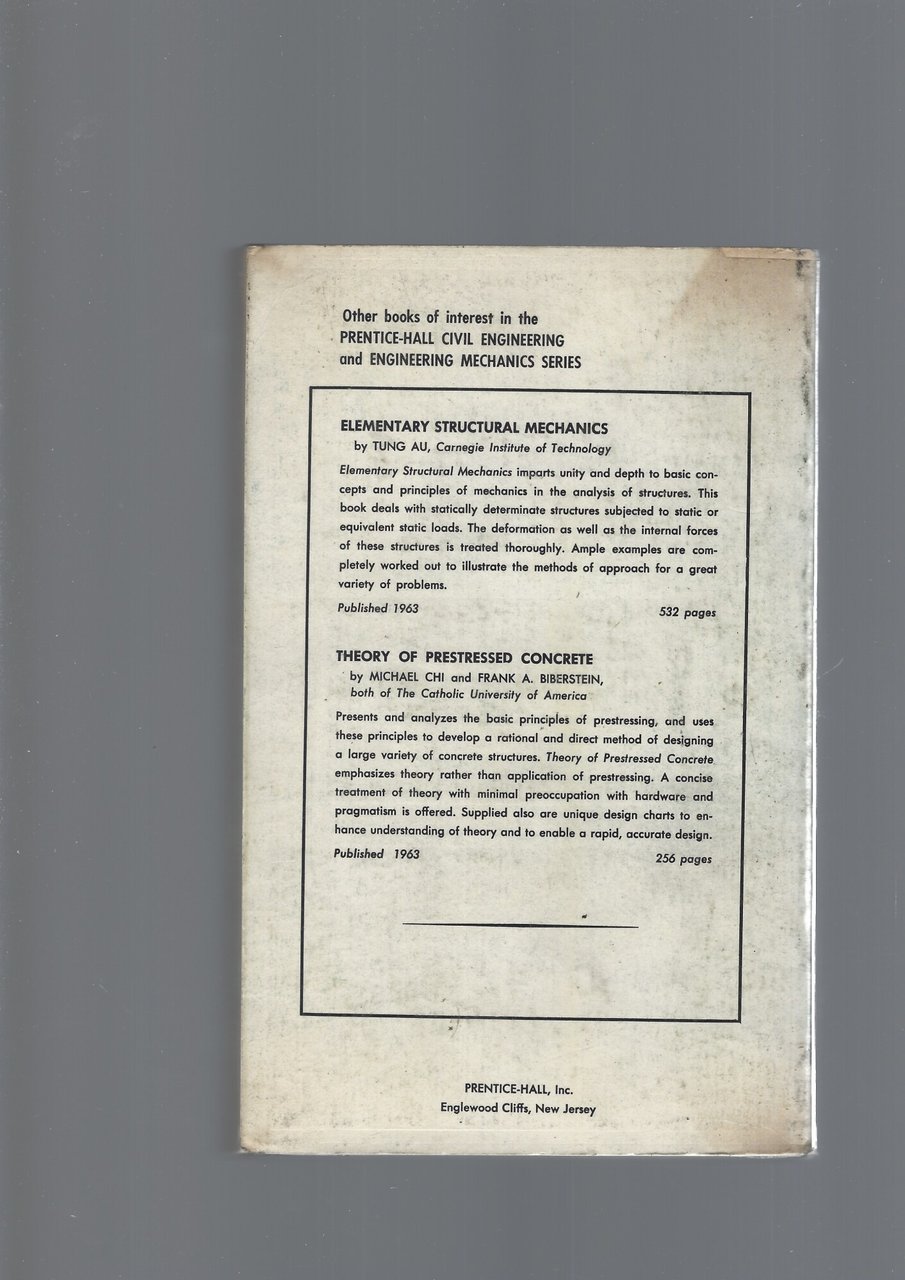 Other books of interest in the
PRENTICE-HALL CIVIL ENGINEERING
and ENGINEERING MECHANICS SERIES
ELEMENTARY STRUCTURAL MECHANICS
by TUNG AU, Carnegie Institute of Technology
Elementary Structural Mechanics imparts unity and depth to basic con-
cepts and principles of mechanics in the analysis of structures. This
book deals with statically determinate structures subjected to static or
equivalent static loads. The deformation as well as the internal forces
of these structures is treated thoroughly. Ample examples are com-
pletely worked out to illustrate the methods of approach for a great
variety of problems.
Published 1963 532 pages
THEORY OF PRESTRESSED CONCRETE
by MICHAEL CHI and FRANK A. BIBERSTEIN,
both of The Catholic University of America
Presents and analyzes the basic principles of prestressing, and uses
these principles to develop a rational and direct method of designing
a large variety of concrete structures. Theory of Prestressed Concrete
emphasizes theory rather than application of prestressing. A concise
treatment of theory with minimal preoccupation with hardware and
pragmatism is offered. Supplied also are unique design charts to en-
hance understanding of theory and to enable a rapid, accurate design.
Published 1963 256 pages
PRENTICE-HALL, Inc.
Englewood Cliffs, New Jersey